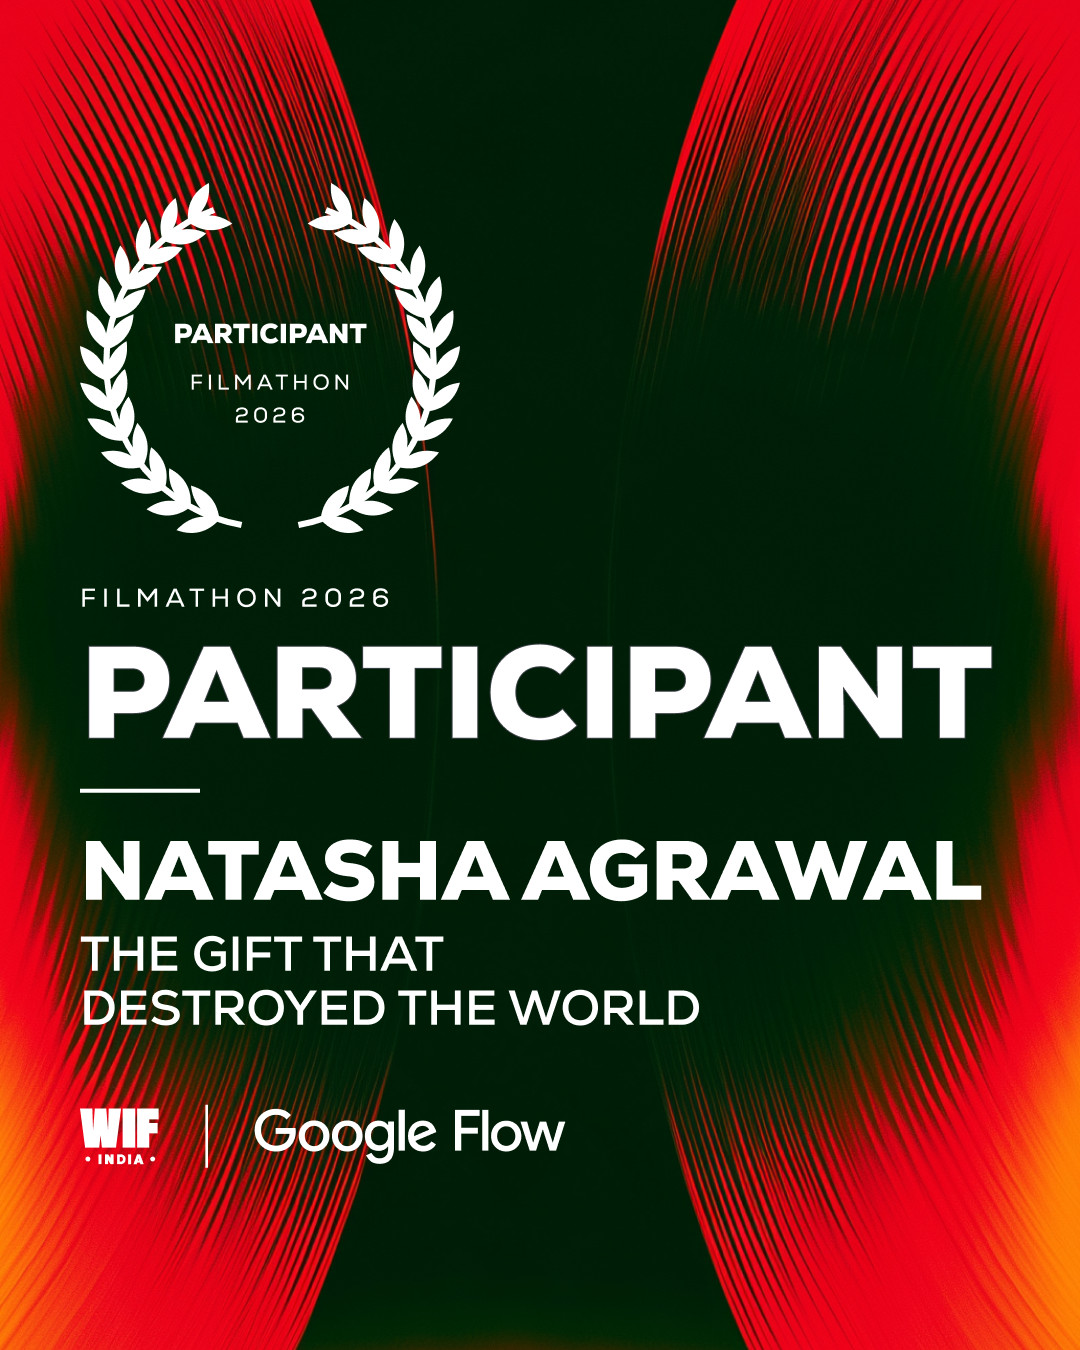 PARTICIPANT
FILMATHON
2026
FILMATHON 2026
PARTICIPANT
NATASHA AGRAWAL
THE GIFT THAT
DESTROYED THE WORLD
WIF
• INDIA •
Google Flow